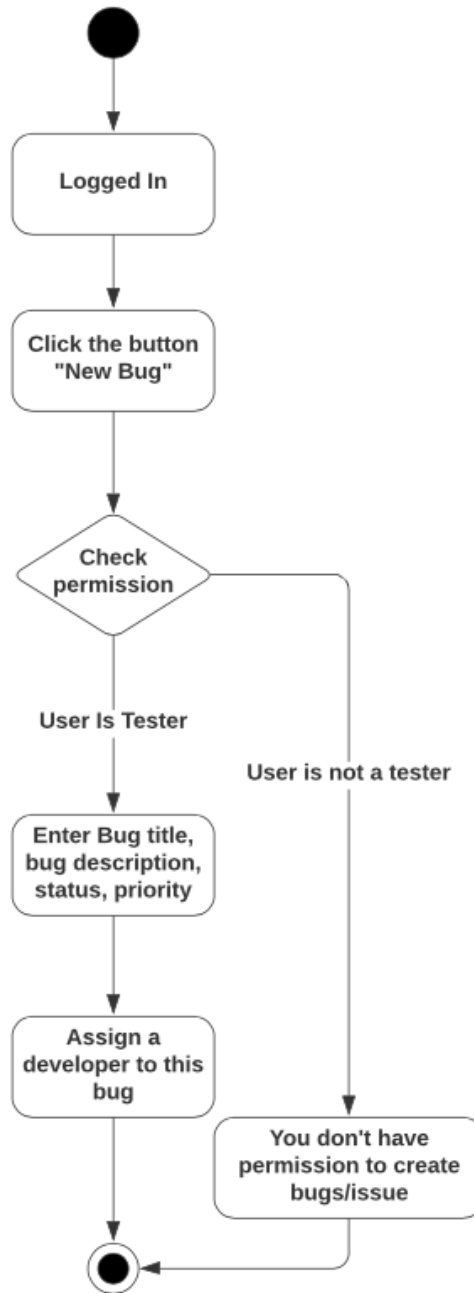 Logged In
Click the button
"New Bug"
Check
permission
User Is Tester
User is not a tester
Enter Bug title,
bug description,
status, priority
Assign a
developer to this
bug
You don't have
permission to create
bugs/issue